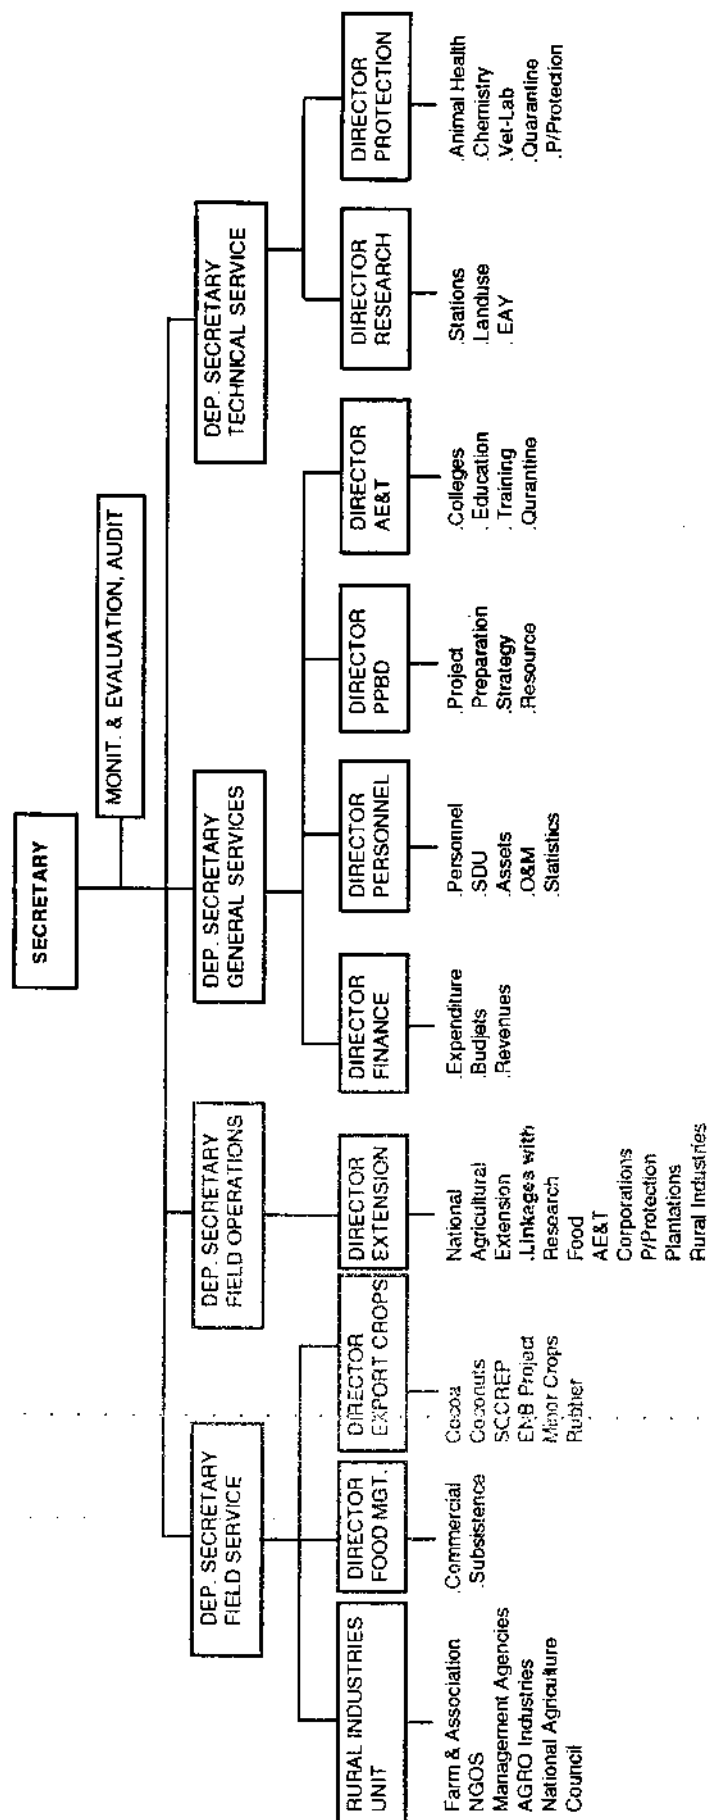 SECRETARY
MONIT. & EVALUATION, AUDIT
DEP. SECRETARY
FIELD SERVICE
DEP. SECRETARY
FIELD OPERATIONS
DEP. SECRETARY
GENERAL SERVICES
DEP. SECRETARY
TECHNICAL SERVICE
RURAL INDUSTRIES
UNIT
DIRECTOR
FOOD MGT.
DIRECTOR
EXPORT CROPS
DIRECTOR
EXTENSION
DIRECTOR
FINANCE
DIRECTOR
PERSONNEL
DIRECTOR
PPBD
DIRECTOR
AE&T
DIRECTOR
RESEARCH
DIRECTOR
PROTECTION
Farm & Association
NGOS
Management Agencies
AGRO Industries
National Agriculture
Council
.Commercial
.Subsistence
Cocoa
Coconuts
SCCREP
ENB Project
Minor Crops
Rubber
National
Agricultural
Extension
.Linkages with
Research
Food
AE&T
Corporations
P/Protection
Plantations
Rural Industries
.Expenditure
.Budjets
.Revenues
.Personnel
.SDU
Assets
.O&M
Statistics
.Project
Preparation
.Strategy
.Resource
.Colleges
. Education
. Training
Qurantine
.Stations
.Landuse
. EAY
.Animal Health
.Chemistry
.Vet-Lab
.Quarantine
.P/Protection